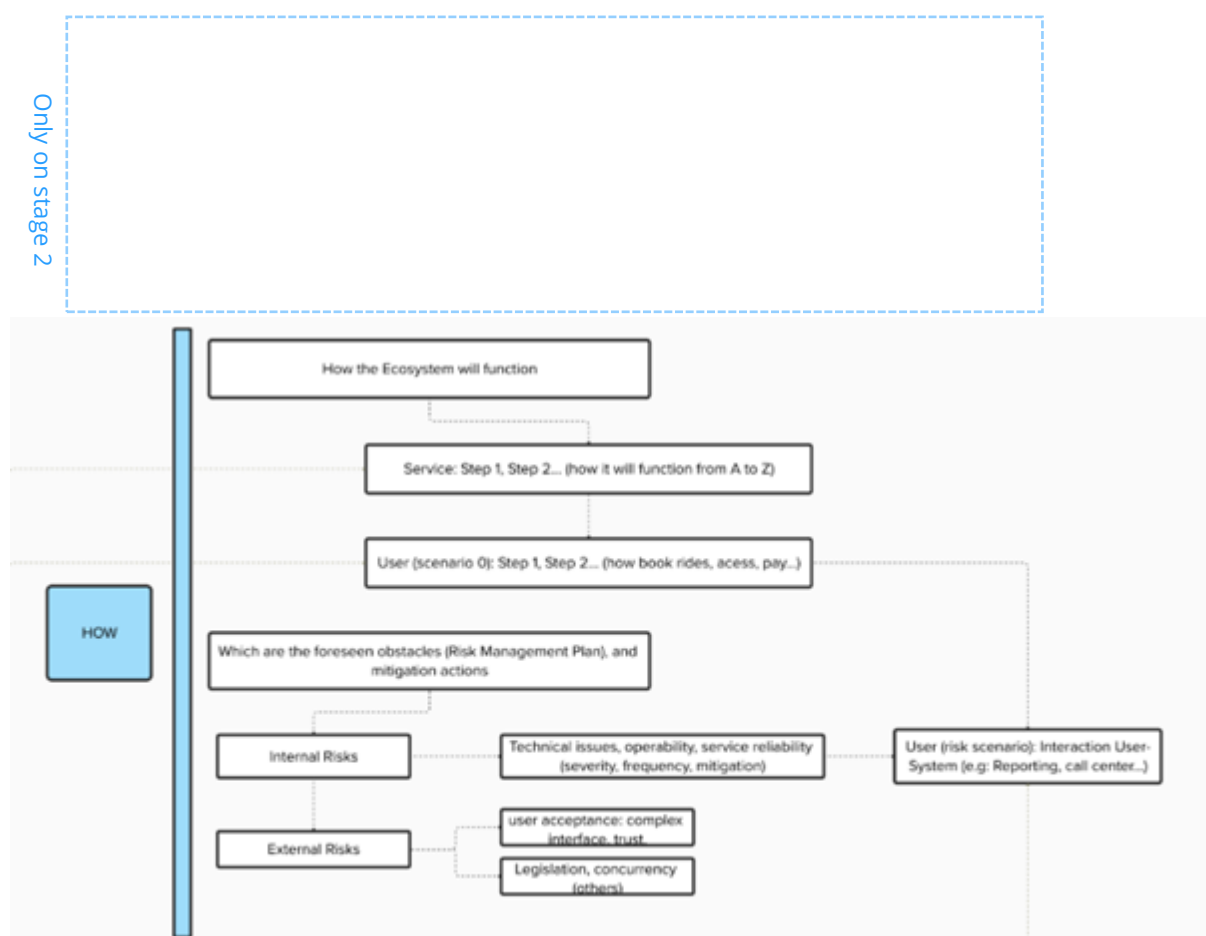 Only on stage 2
How the Ecosystem will function
Service: Step 1, Step 2... (how it will function from A to Z)
User (scenario 0): Step 1, Step 2... (how book rides, acess, pay...)
HOW
Which are the foreseen obstacles (Risk Management Plan), and
mitigation actions
Internal Risks
Technical issues, operability, service reliability
(severity, frequency, mitigation)
User (risk scenario): Interaction User-
System (e.g: Reporting, call center...)
External Risks
user acceptance: complex
interface, trust,
Legislation, concurrency
(others)